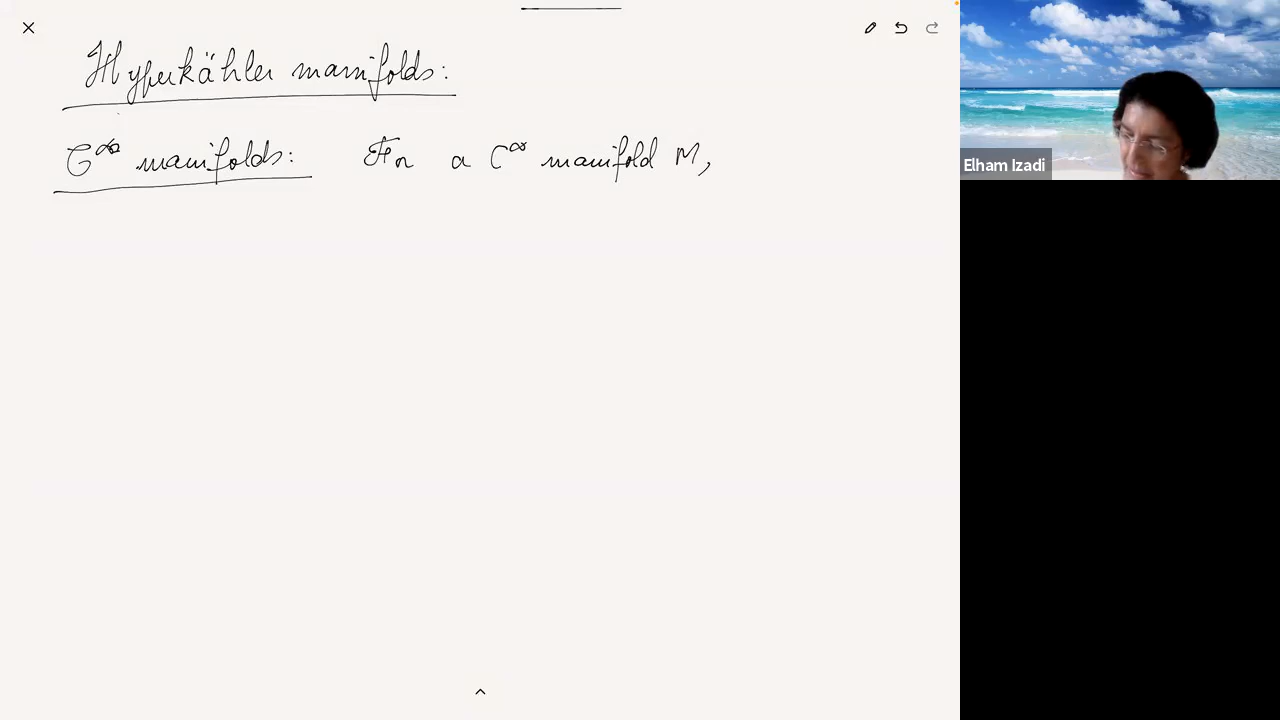 Hyperkähler manifolds:
C∞ manifolds: For a C∞ manifold M,
Elham Izadi